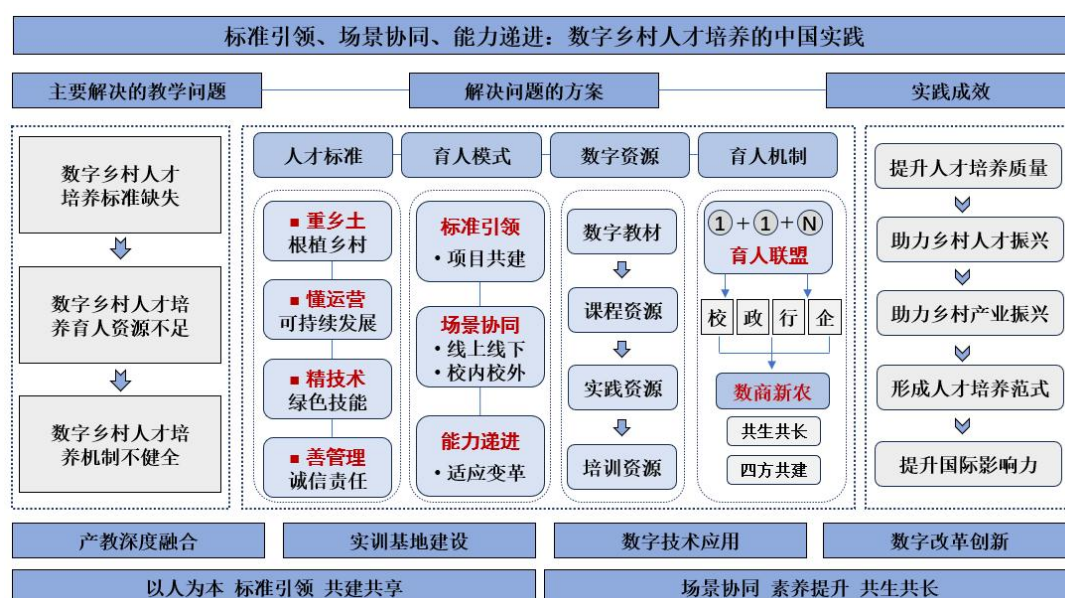 标准引领、场景协同、能力递进：数字乡村人才培养的中国实践
主要解决的教学问题
解决问题的方案
实践成效
数字乡村人才
培养标准缺失
数字乡村人才培
养育人资源不足
数字乡村人才培
养机制不健全
人才标准
育人模式
数字资源
育人机制
■ 重乡土
根植乡村
■ 懂运营
可持续发展
■ 精技术
绿色技能
■ 善管理
诚信责任
标准引领
• 项目共建
场景协同
• 线上线下
• 校内校外
能力递进
• 适应变革
数字教材
课程资源
实践资源
培训资源
①+①+Ⓝ
育人联盟
校 政 行 企
数商新农
共生共长
四方共建
提升人才培养质量
助力乡村人才振兴
助力乡村产业振兴
形成人才培养范式
提升国际影响力
产教深度融合
实训基地建设
数字技术应用
数字改革创新
以人为本 标准引领 共建共享
场景协同 素养提升 共生共长